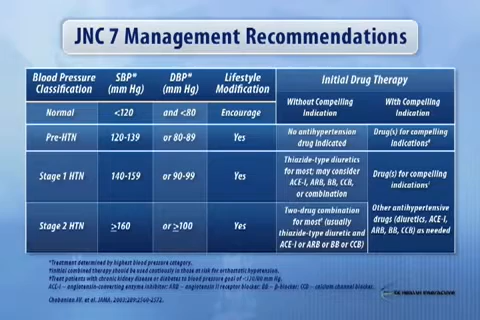 JNC 7 Management Recommendations
Blood Pressure Classification SBP* (mm Hg) DBP* (mm Hg) Lifestyle Modification Initial Drug Therapy
Without Compelling Indication With Compelling Indication
Normal <120 and <80 Encourage
Pre-HTN 120-139 or 80-89 Yes No antihypertension drug indicated Drug(s) for compelling indications‡
Stage 1 HTN 140-159 or 90-99 Yes Thiazide-type diuretics for most; may consider ACE-I, ARB, BB, CCB, or combination Drug(s) for compelling indications
Stage 2 HTN ≥160 or ≥100 Yes Two-drug combination for most† (usually thiazide-type diuretic and ACE-I or ARB or BB or CCB) Other antihypertensive drugs (diuretics, ACE-I, ARB, BB, CCB) as needed
*Treatment determined by highest blood pressure category.
Initial combined therapy should be used cautiously in those at risk for orthostatic hypotension.
Treat patients with chronic kidney disease or diabetes to blood pressure goal of <130/80 mm Hg.
ACE-I – angiotensin-converting enzyme inhibitor; ARB – angiotensin II receptor blocker; BB – β-blocker; CCB – calcium channel blocker.
Chobanian AV, et al. JAMA. 2003;289:2560-2572.